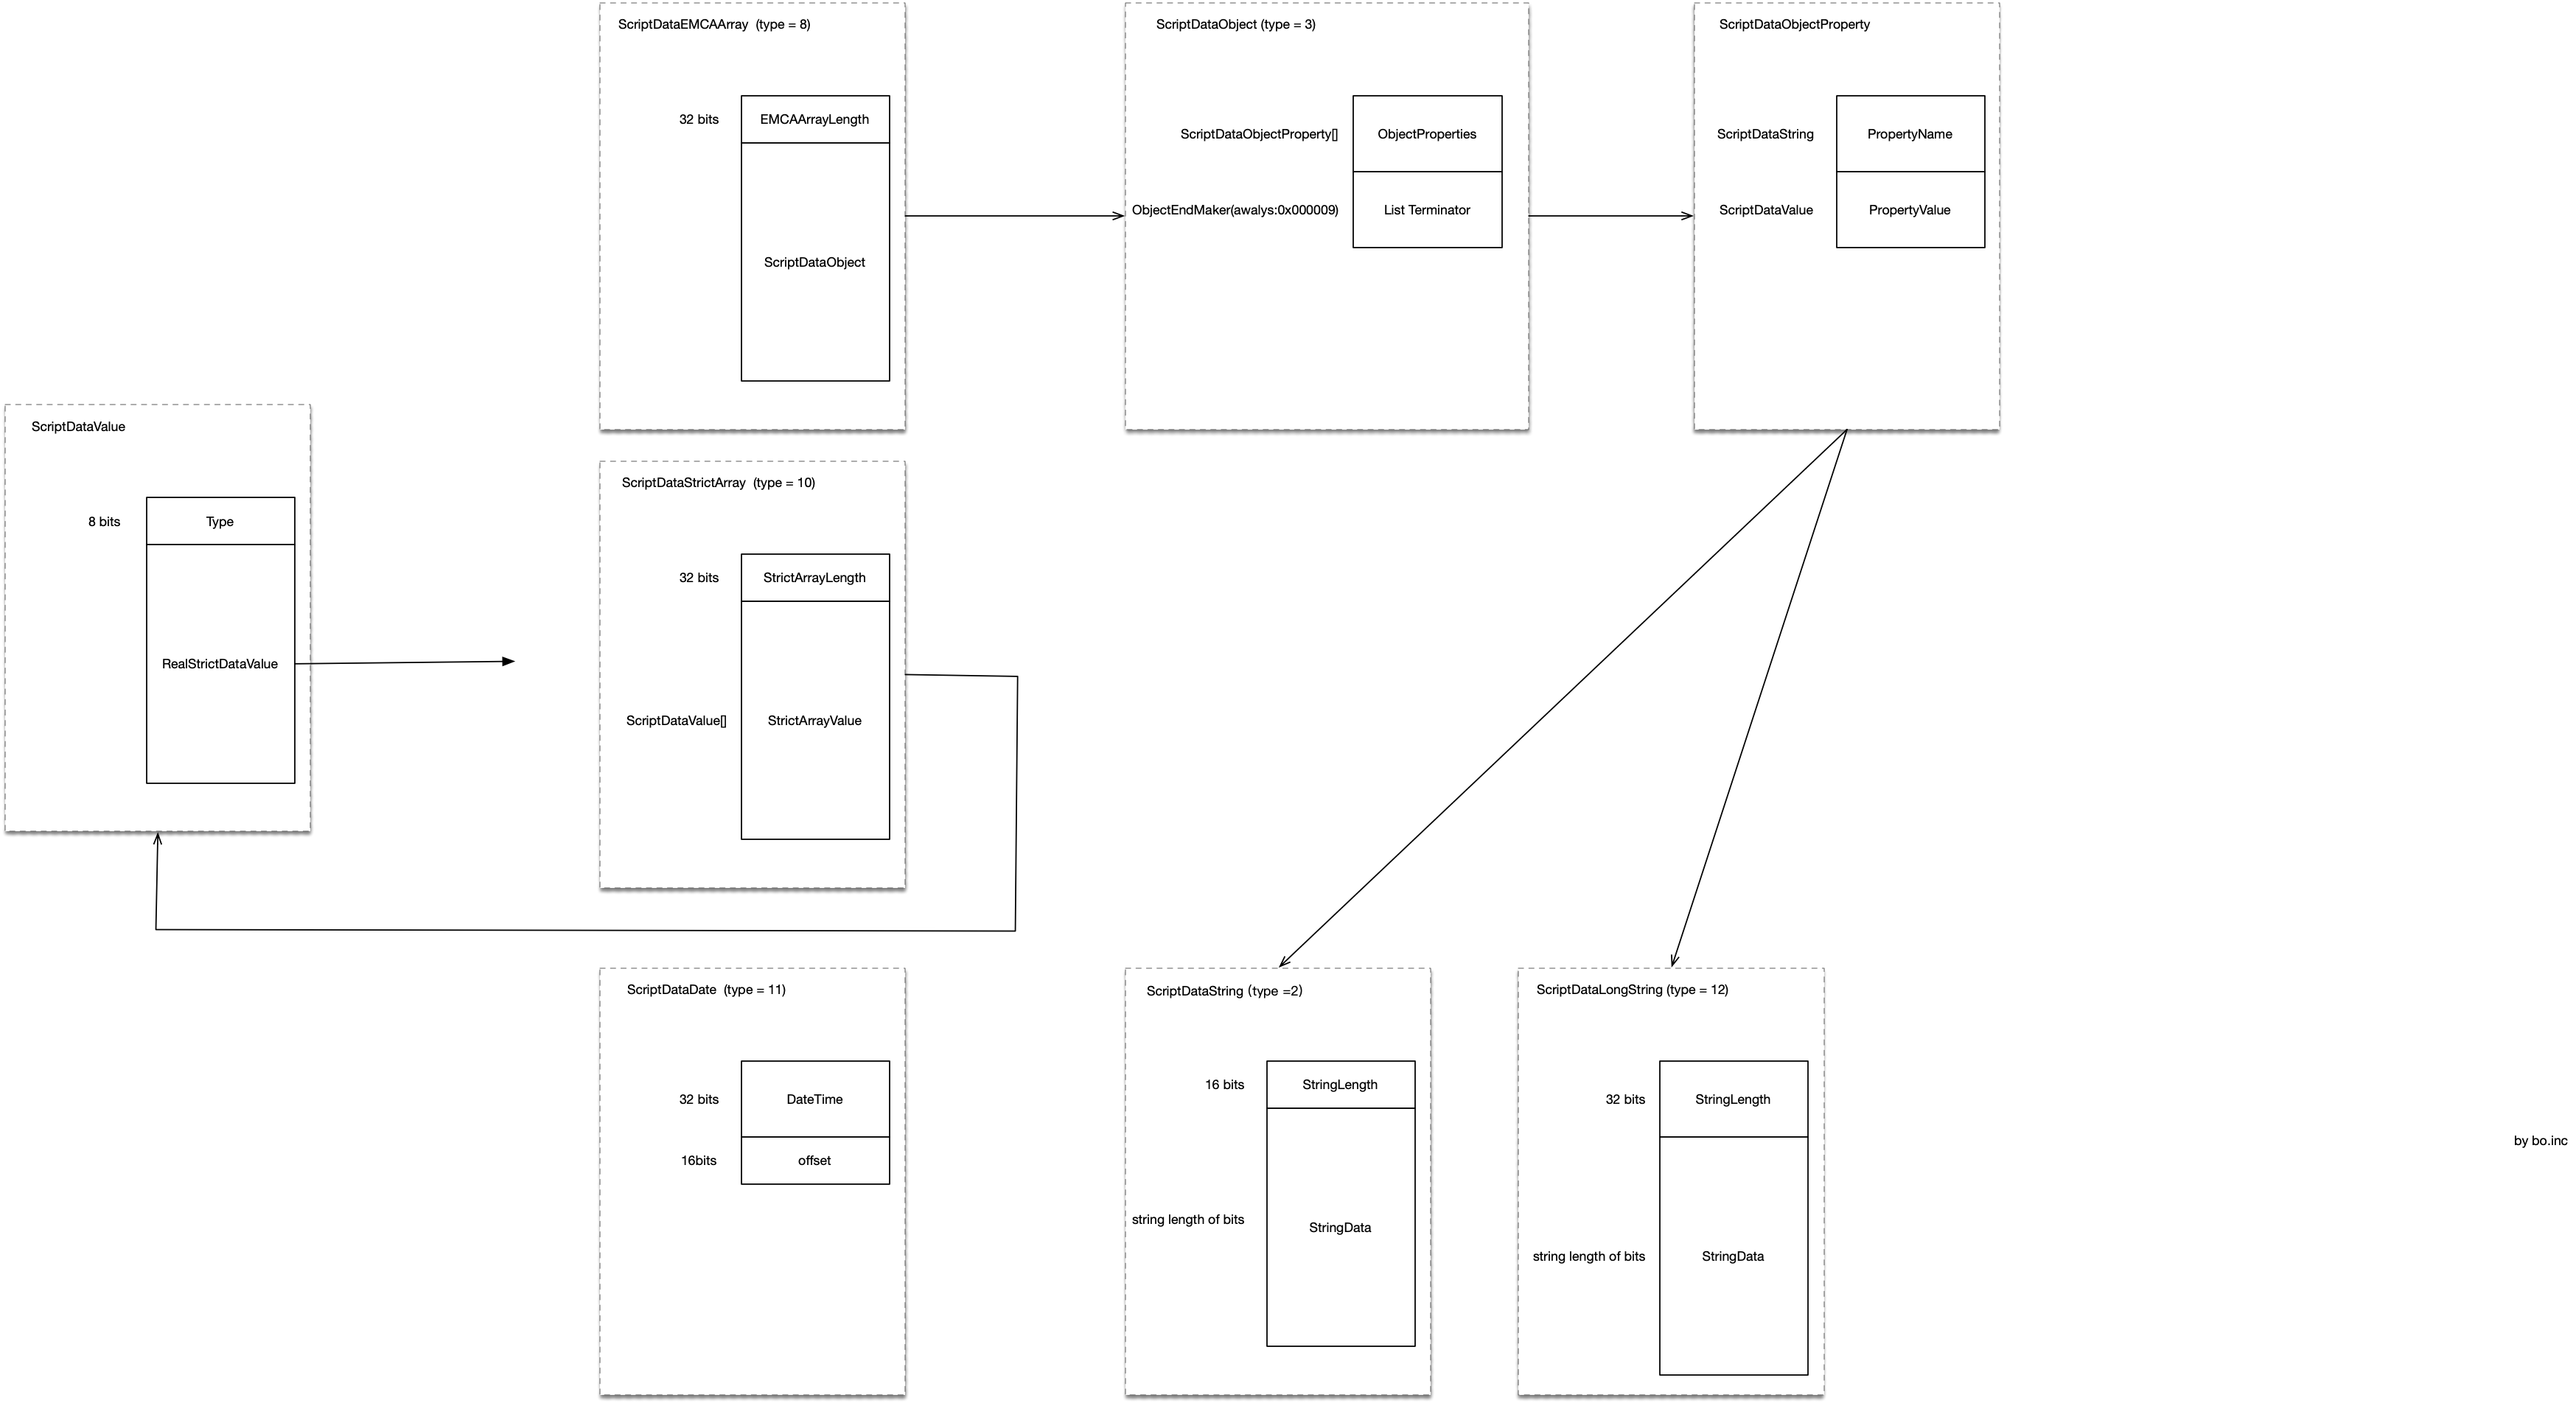 ScriptDataEMCAArray (type = 8)
32 bits
EMCAArrayLength
ScriptDataObject
ScriptDataObject (type = 3)
ScriptDataObjectProperty[]
ObjectProperties
ObjectEndMaker(awalys:0x000009)
List Terminator
ScriptDataObjectProperty
ScriptDataString
PropertyName
ScriptDataValue
PropertyValue
ScriptDataValue
8 bits
Type
RealStrictDataValue
ScriptDataStrictArray (type = 10)
32 bits
StrictArrayLength
ScriptDataValue[]
StrictArrayValue
ScriptDataDate (type = 11)
32 bits
DateTime
16bits
offset
ScriptDataString (type =2)
16 bits
StringLength
string length of bits
StringData
ScriptDataLongString (type = 12)
32 bits
StringLength
string length of bits
StringData
by bo.inc